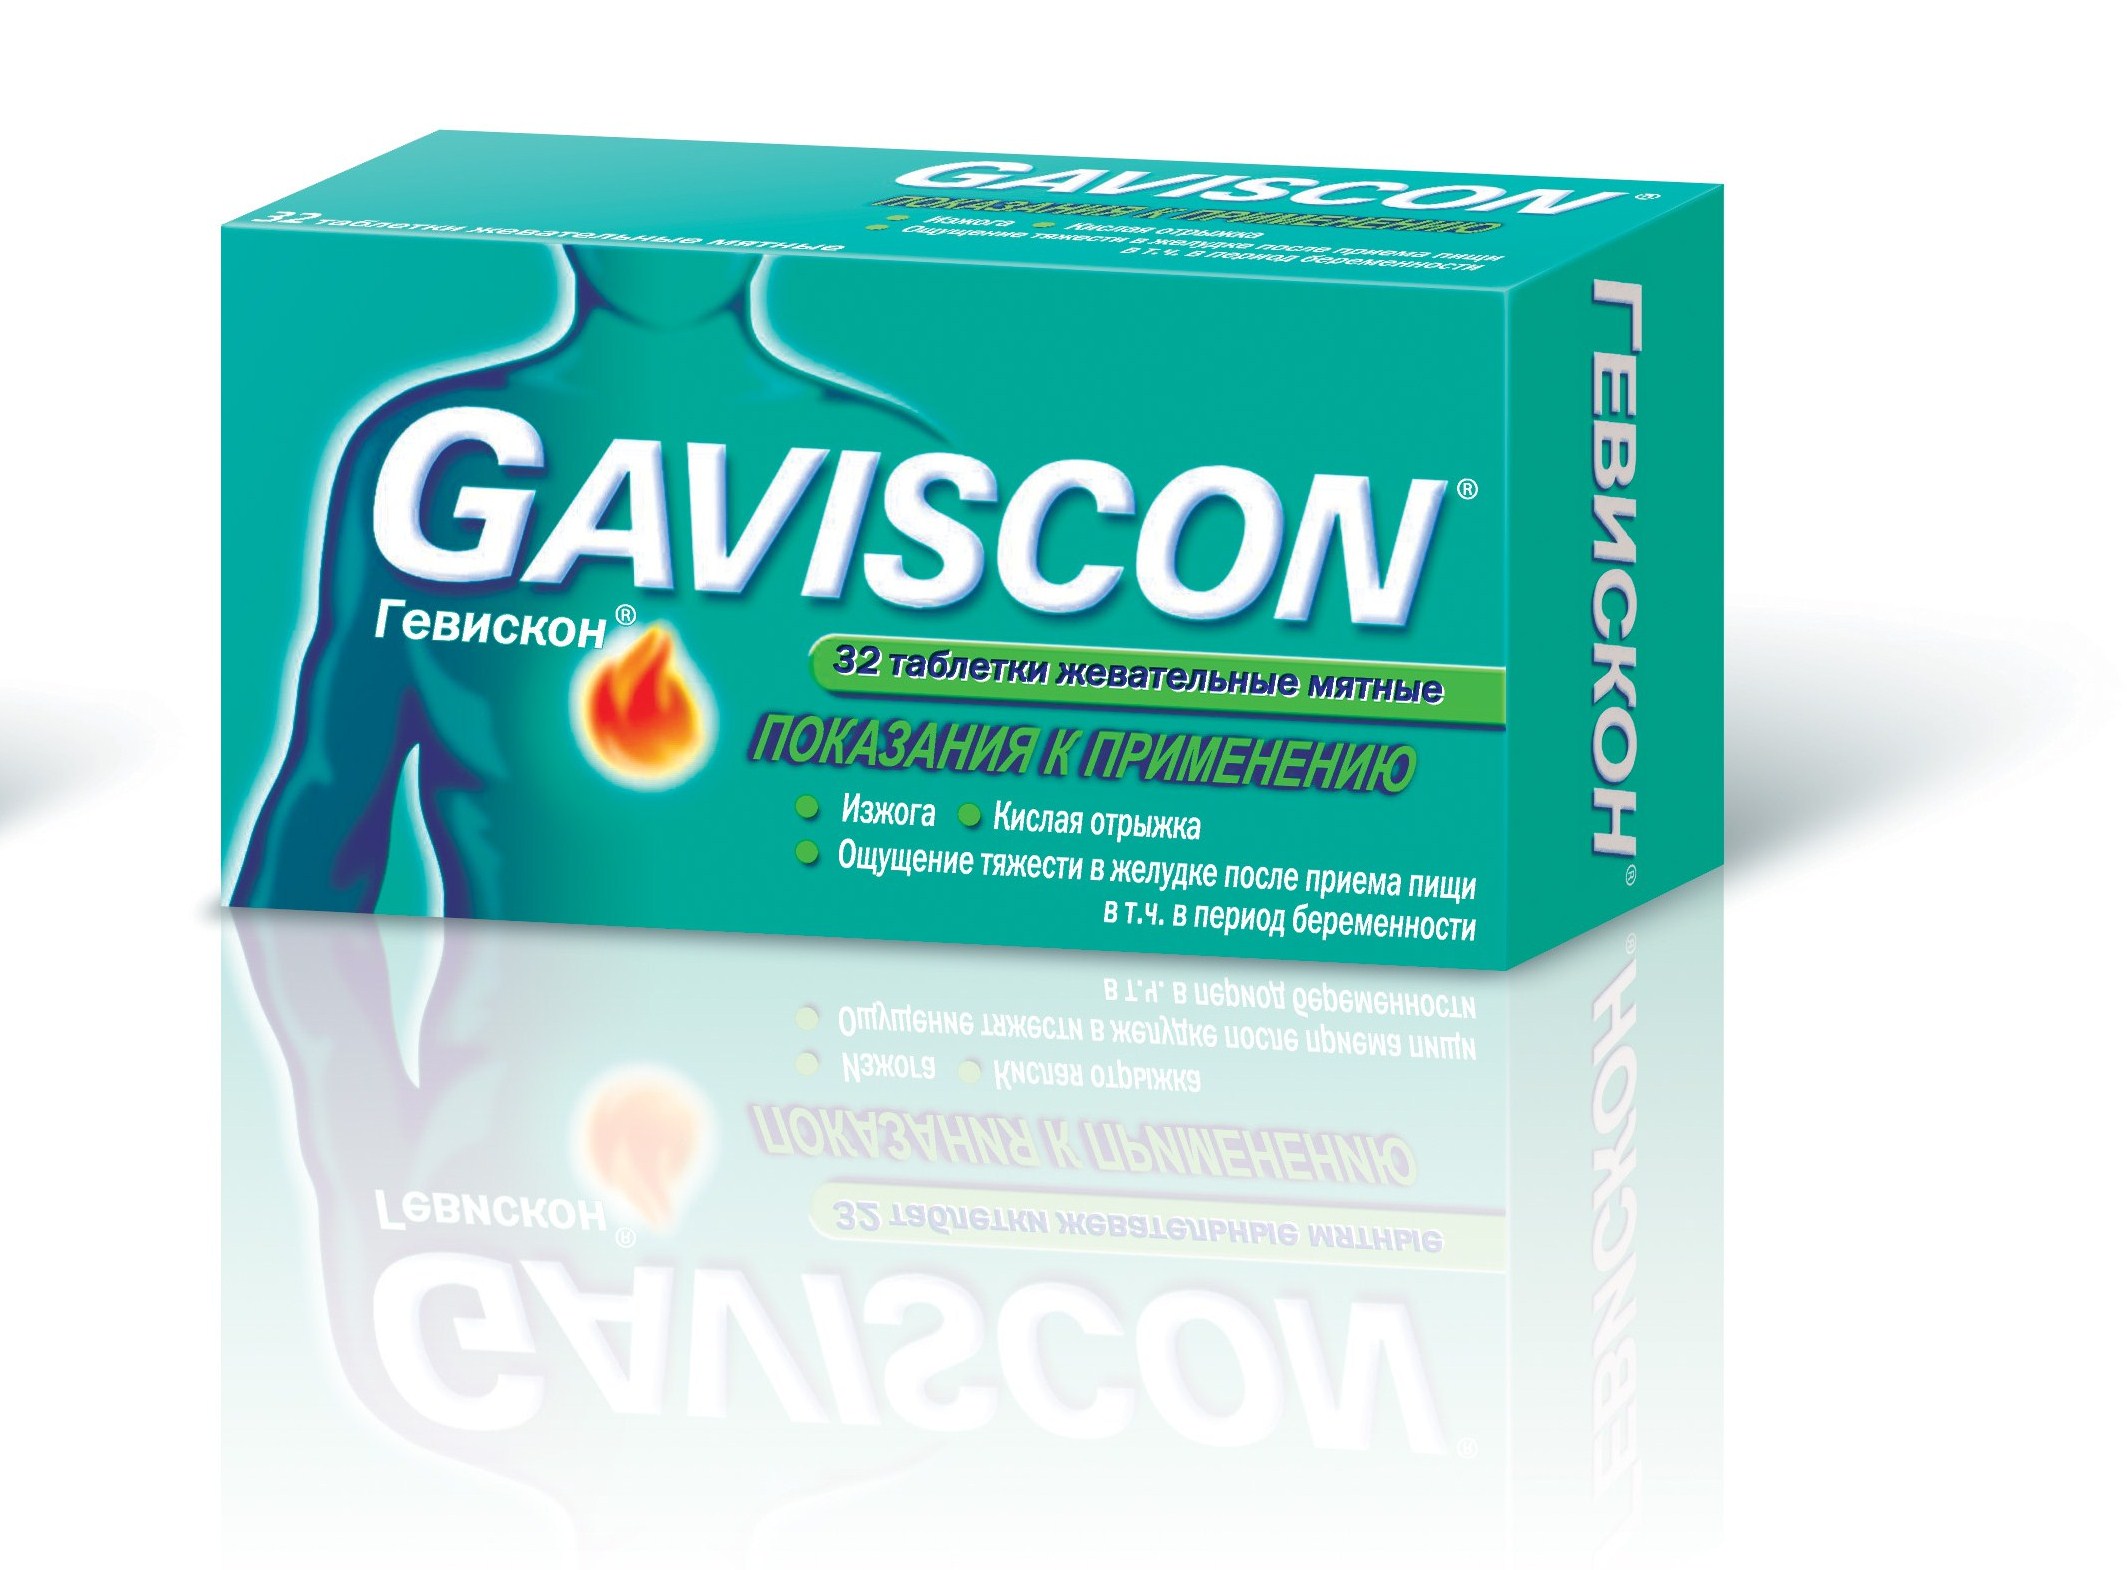 GAVISCON®
ПОКАЗАНИЯ К ПРИМЕНЕНИЮ
Изжога Кислая отрыжка
Ощущение тяжести в желудке после приема пищи
в т.ч. в период беременности
32 таблетки жевательные мятные
GAVISCON®
Гевискон®
32 таблетки жевательные мятные
ПОКАЗАНИЯ К ПРИМЕНЕНИЮ
Изжога Кислая отрыжка
Ощущение тяжести в желудке после приема пищи
в т.ч. в период беременности
ГЕВИСКОН®